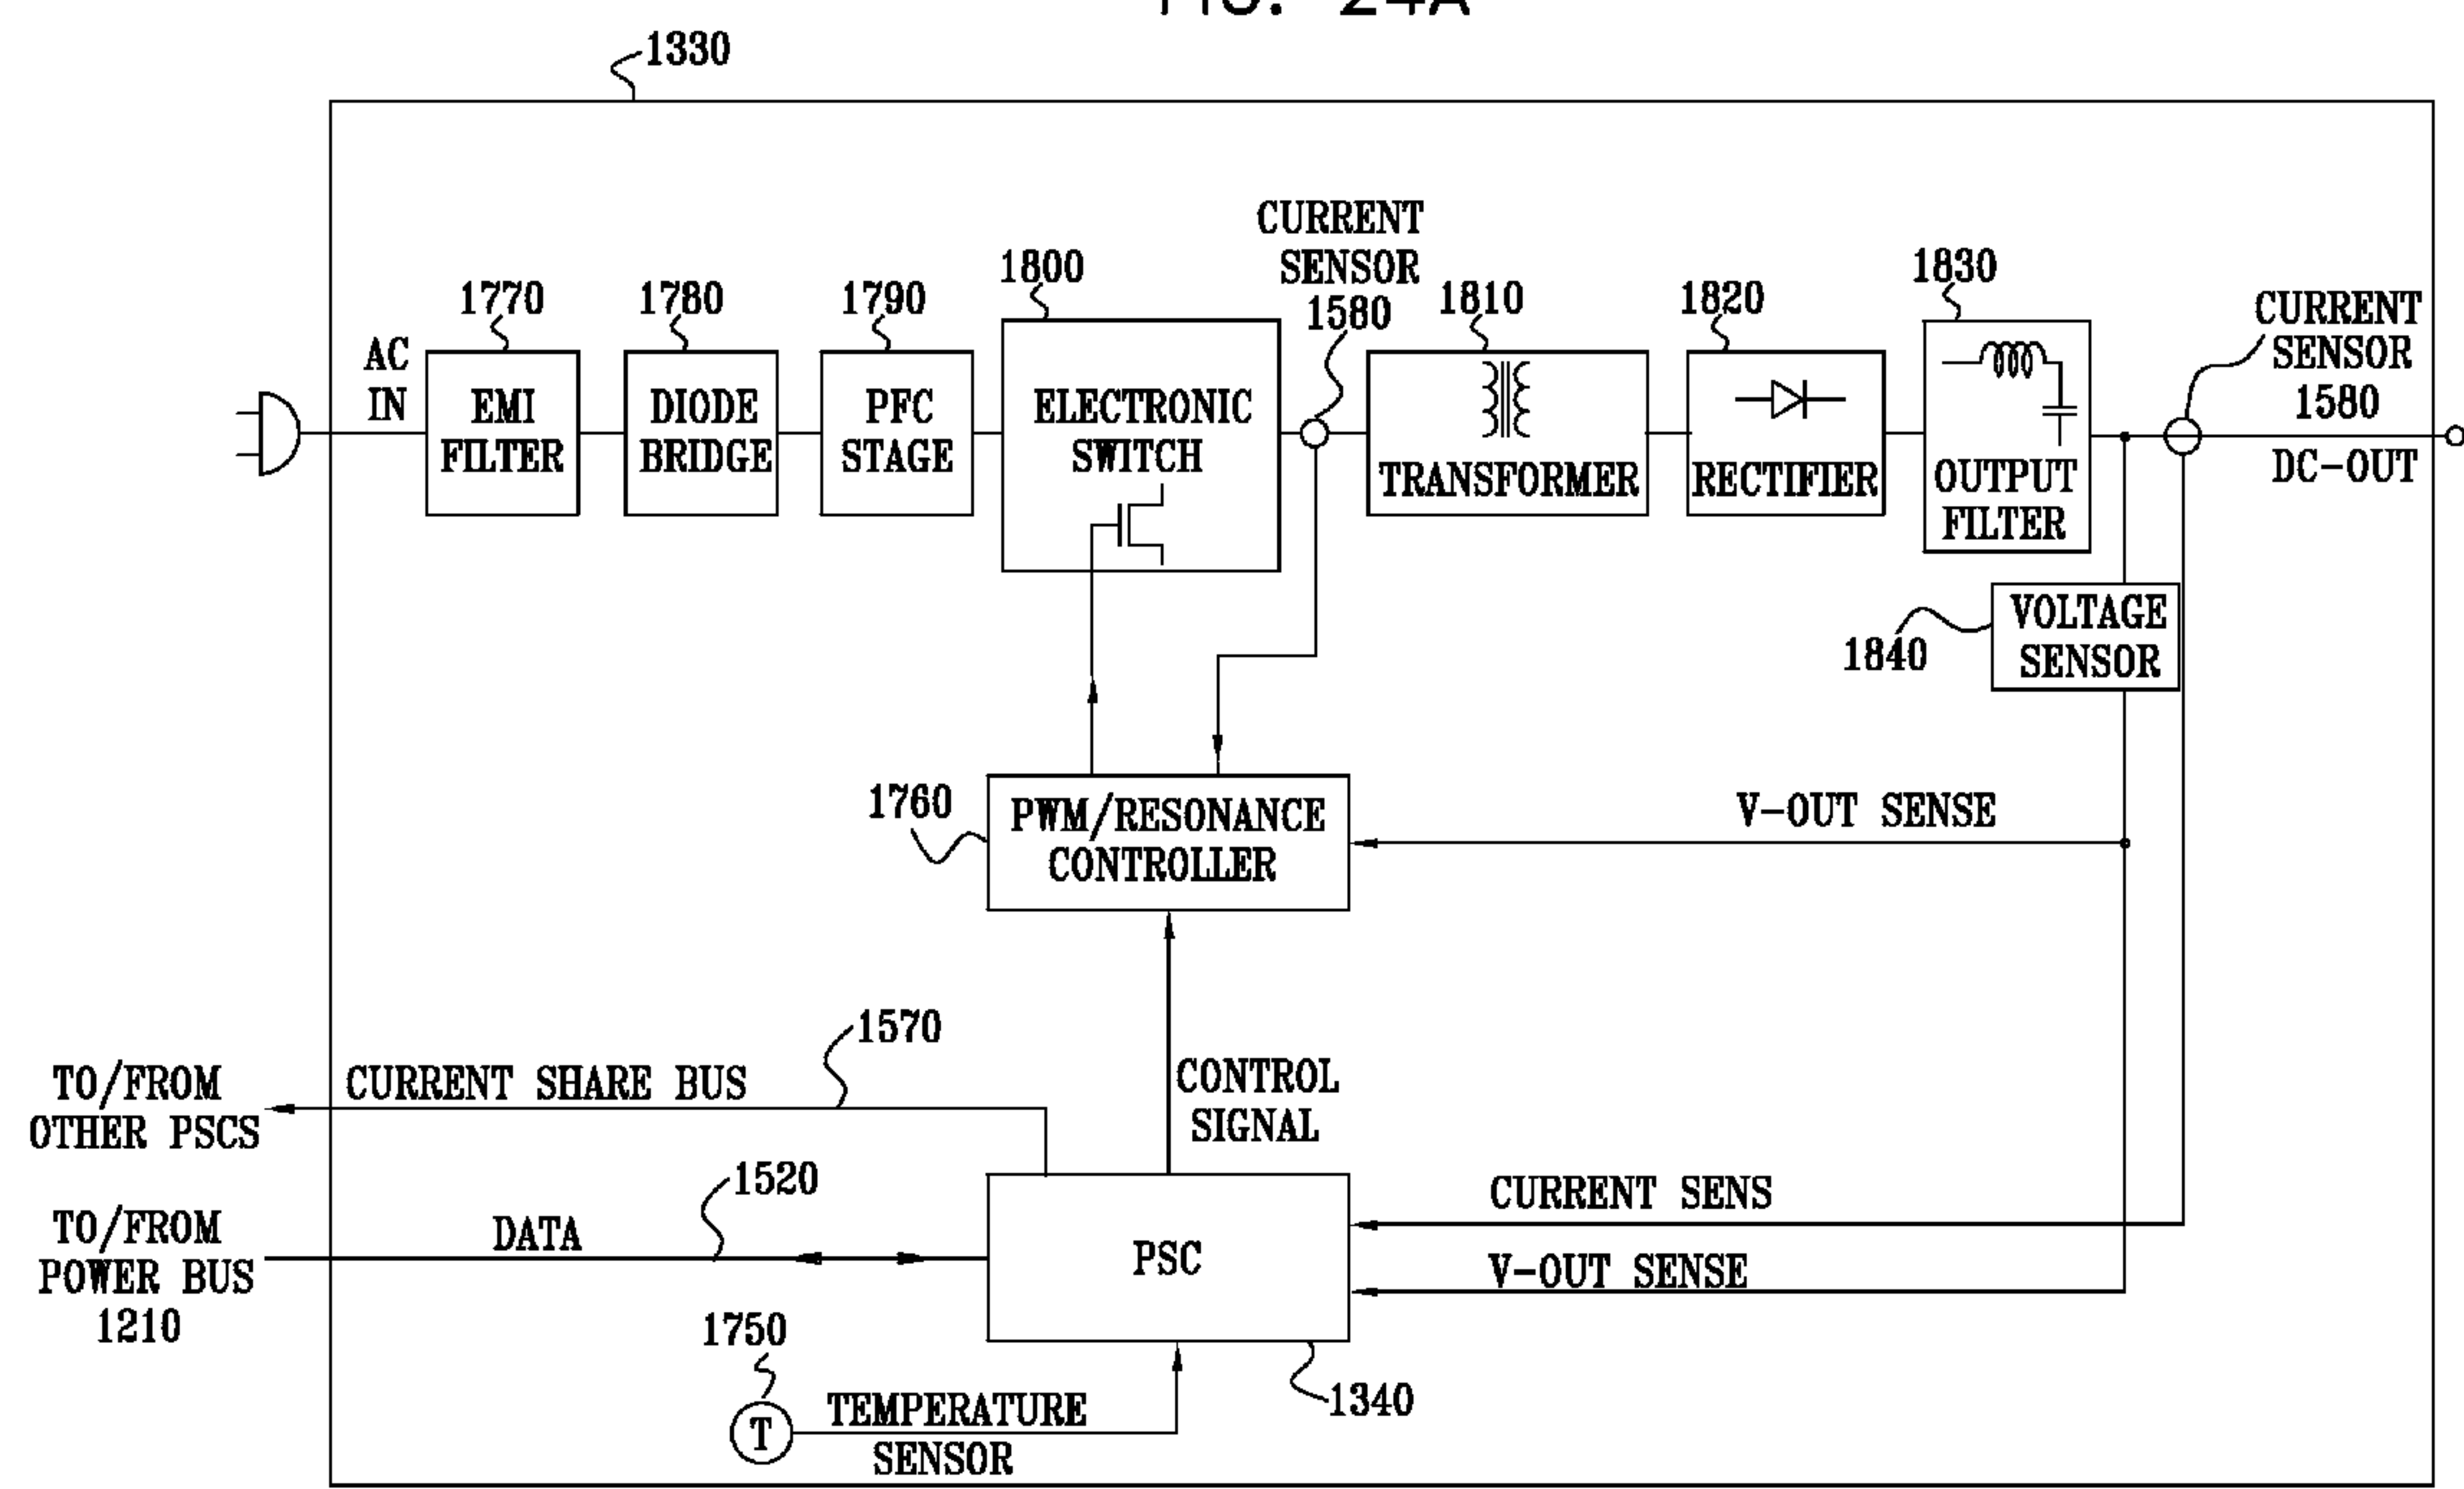 FIG. 24A
1330
CURRENT
SENSOR
1580
1770
1780
1790
1800
1810
1820
1830
CURRENT
SENSOR
1580
AC
IN
EMI
FILTER
DIODE
BRIDGE
PFC
STAGE
ELECTRONIC
SWITCH
TRANSFORMER
RECTIFIER
OUTPUT
FILTER
DC-OUT
1840
VOLTAGE
SENSOR
1760
PWM/RESONANCE
CONTROLLER
V-OUT SENSE
1570
TO/FROM
OTHER PSCS
CURRENT SHARE BUS
CONTROL
SIGNAL
1520
TO/FROM
POWER BUS
1210
DATA
PSC
CURRENT SENS
V-OUT SENSE
1750
T
TEMPERATURE
SENSOR
1340